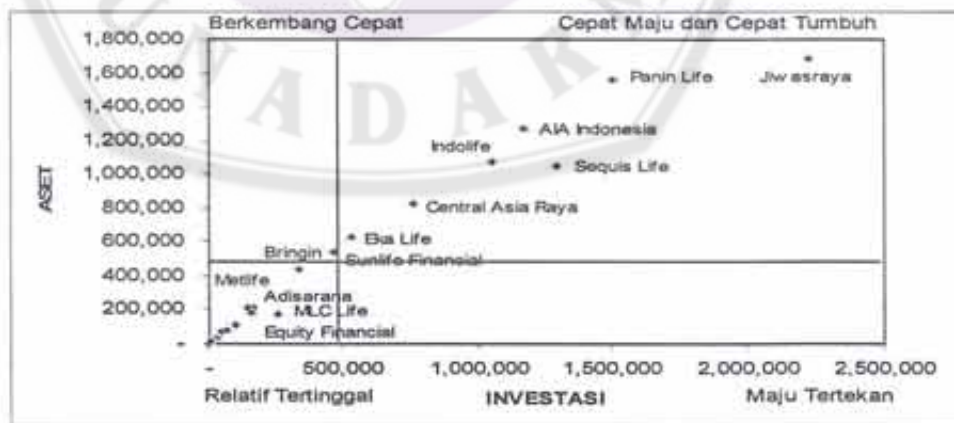 Berkembang Cepat
Cepat Maju dan Cepat Tumbuh
1,800,000
1,600,000
Panin Life
Jiwasraya
1,400,000
AIA Indonesia
1,200,000
Indolife
Sequis Life
1,000,000
ASET
800,000
Central Asia Raya
600,000
Eka Life
Bringin
Sunlife Financial
400,000
Metlife
Adisarana
200,000
MLC Life
Equity Financial
-
- 500,000 1,000,000 1,500,000 2,000,000 2,500,000
Relatif Tertinggal
INVESTASI
Maju Tertekan
NADAK